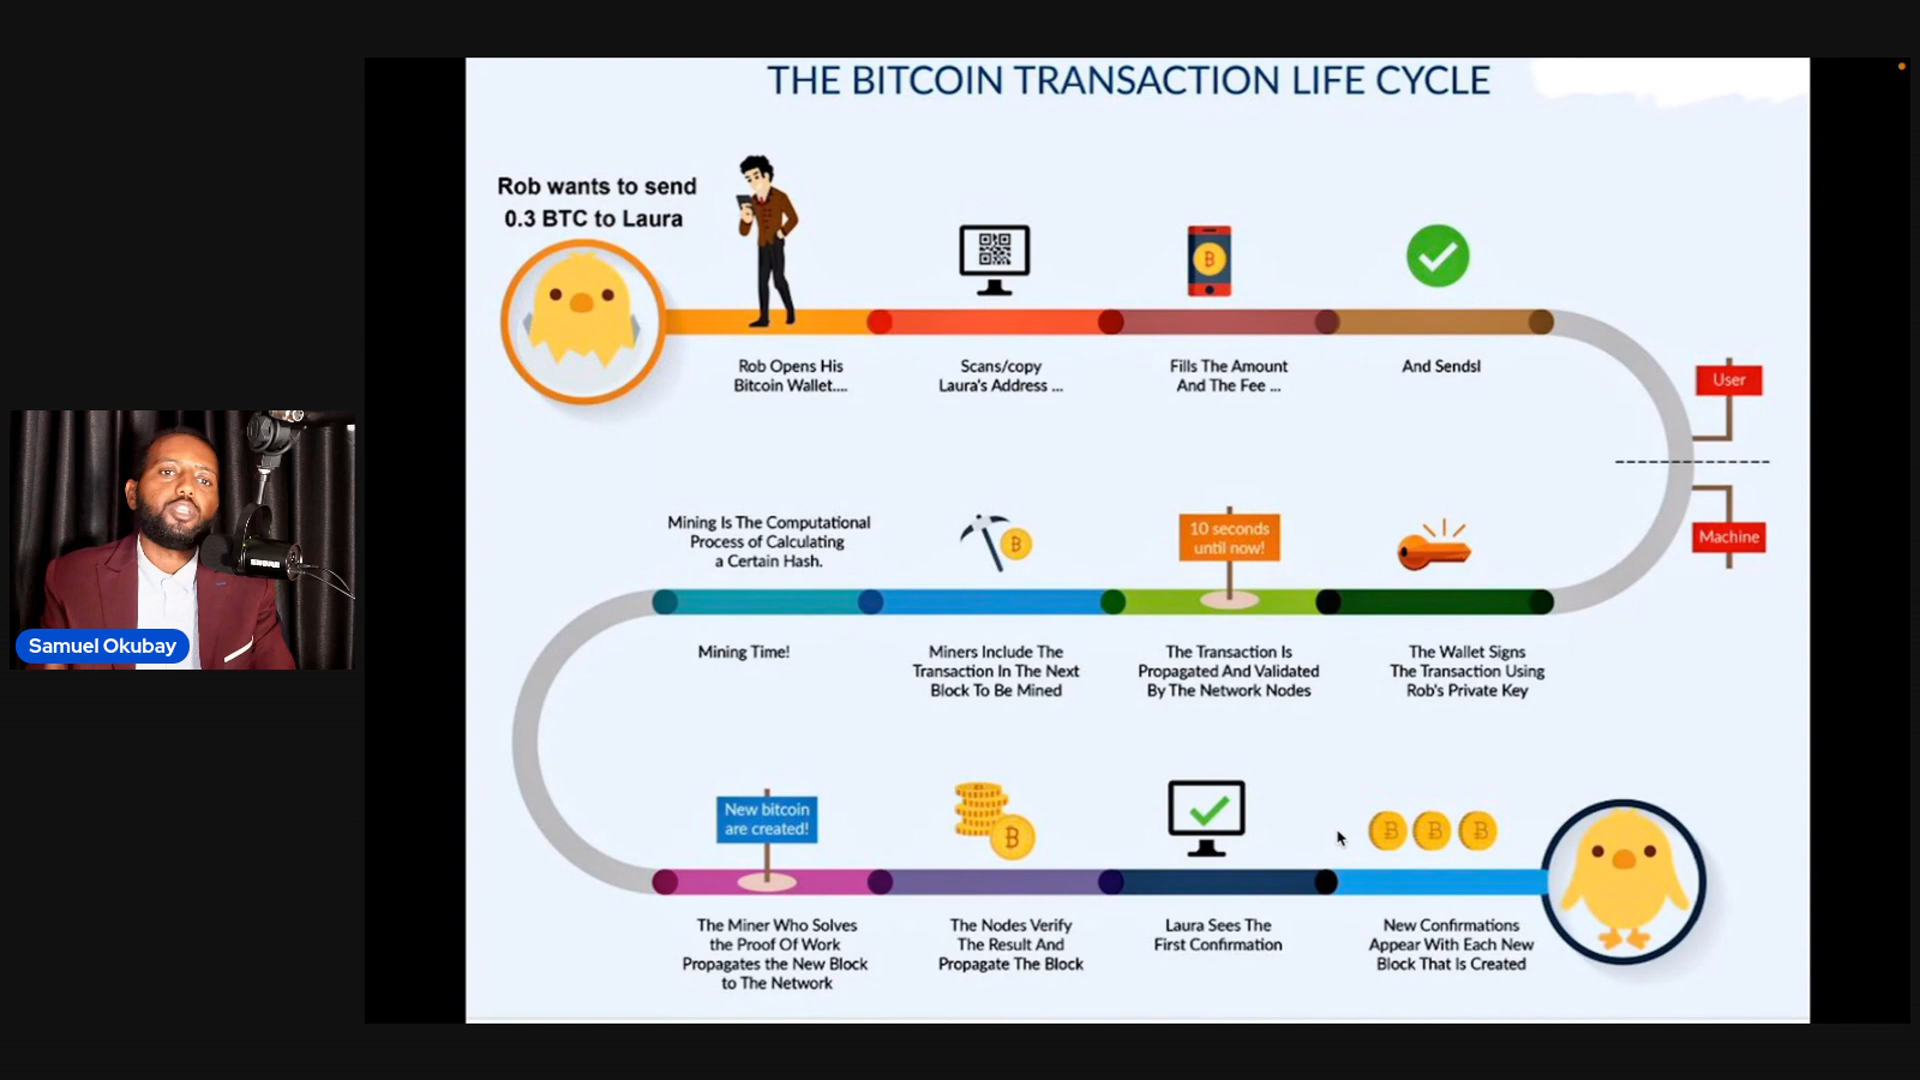 THE BITCOIN TRANSACTION LIFE CYCLE
Rob wants to send
0.3 BTC to Laura
Rob Opens His
Bitcoin Wallet....
Scans/copy
Laura's Address ...
Fills The Amount
And The Fee ...
And Sends!
User
Machine
Mining Is The Computational
Process of Calculating
a Certain Hash.
10 seconds
until now!
Mining Time!
Miners Include The
Transaction In The Next
Block To Be Mined
The Transaction Is
Propagated And Validated
By The Network Nodes
The Wallet Signs
The Transaction Using
Rob's Private Key
SHURE
Samuel Okubay
New bitcoin
are created!
The Miner Who Solves
the Proof Of Work
Propagates the New Block
to The Network
The Nodes Verify
The Result And
Propagate The Block
Laura Sees The
First Confirmation
New Confirmations
Appear With Each New
Block That Is Created